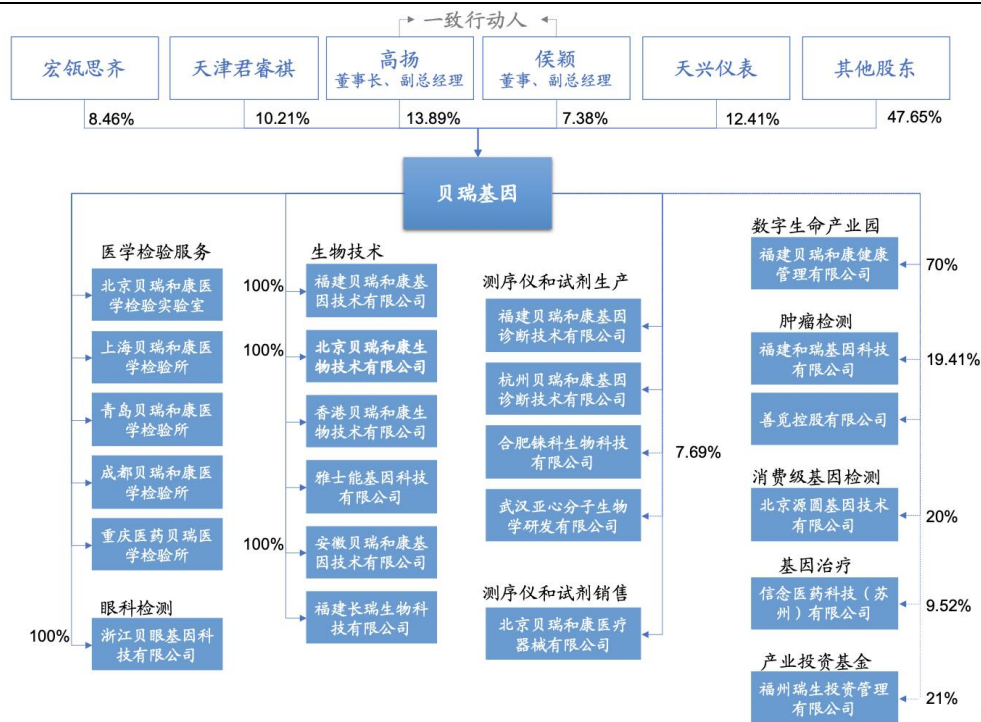 一致行动人
宏瓴思齐
天津君睿祺
高扬
董事长、副总经理
侯颖
董事、副总经理
天兴仪表
其他股东
8.46%
10.21%
13.89%
7.38%
12.41%
47.65%
贝瑞基因
医学检验服务
北京贝瑞和康医
学检验实验室
上海贝瑞和康医
学检验所
青岛贝瑞和康医
学检验所
成都贝瑞和康医
学检验所
重庆医药贝瑞医
学检验所
眼科检测
100%
浙江贝眼基因科
技有限公司
生物技术
100%
福建贝瑞和康基
因技术有限公司
100%
北京贝瑞和康生
物技术有限公司
香港贝瑞和康生
物技术有限公司
雅士能基因科技
有限公司
100%
安徽贝瑞和康基
因技术有限公司
福建长瑞生物科
技有限公司
测序仪和试剂生产
福建贝瑞和康基因
诊断技术有限公司
杭州贝瑞和康基因
诊断技术有限公司
合肥铼科生物科技
有限公司
7.69%
武汉亚心分子生物
学研发有限公司
测序仪和试剂销售
北京贝瑞和康医疗
器械有限公司
数字生命产业园
福建贝瑞和康健康
管理有限公司
70%
肿瘤检测
福建和瑞基因科技
有限公司
19.41%
善觅控股有限公司
消费级基因检测
北京源圆基因技术
有限公司
20%
基因治疗
信念医药科技（苏
州）有限公司
9.52%
产业投资基金
福州瑞生投资管理
有限公司
21%